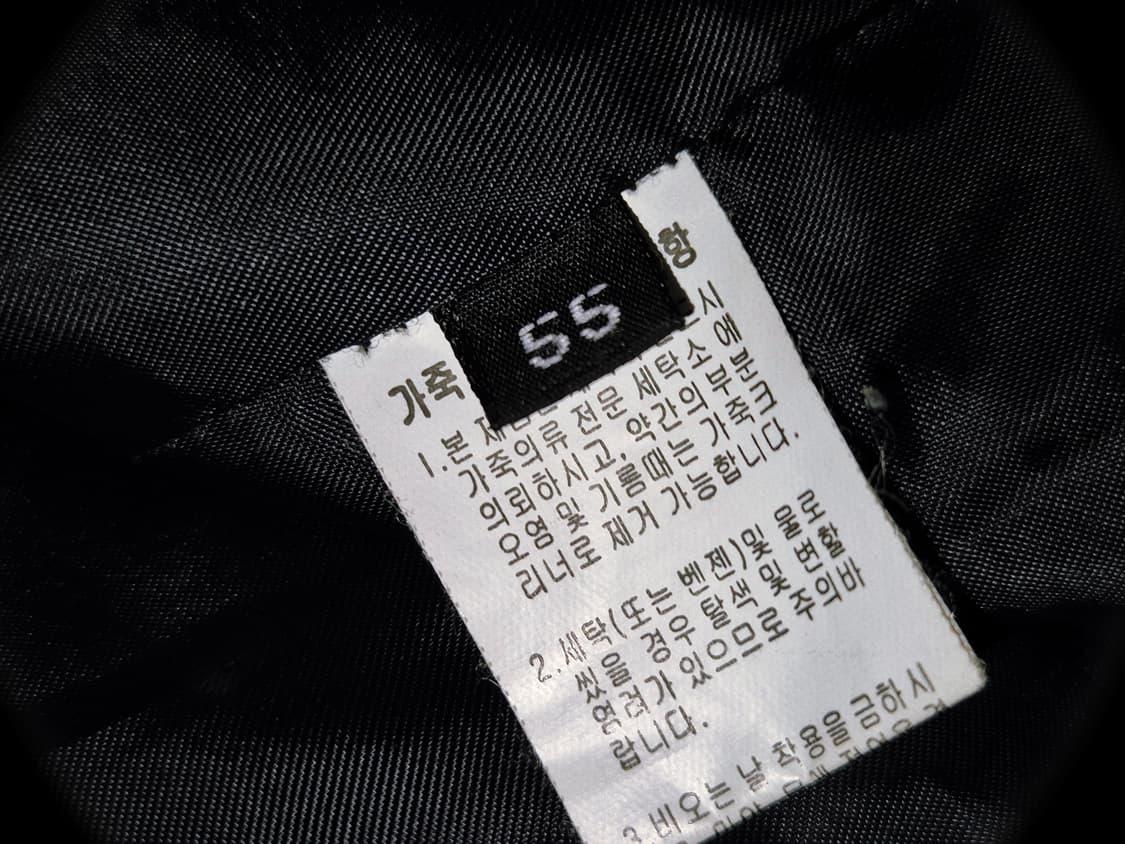 55
가죽 항
1. 본 시
가죽의류 전문 세탁소에
의뢰하시고, 약간의 부분
오염 및 기름때는 가죽크
리너로 제거 가능합니다.
2. 세탁(또는 벤젠)및 물로
씻을 경우 탈색 및 변할
염려가 있으므로 주의바
랍니다.
3. 비오는 날 착용을 금하시